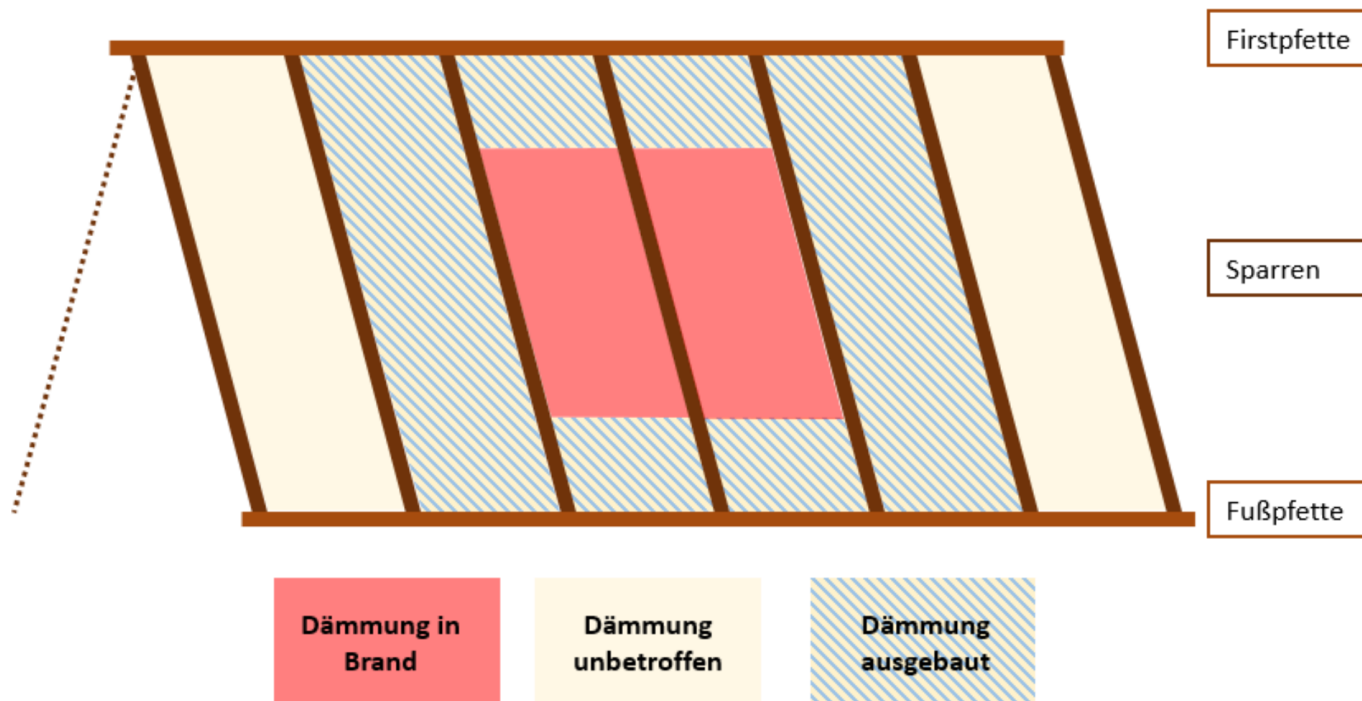 Firstpfette
Sparren
Fußpfette
Dämmung in
Brand
Dämmung
unbetroffen
Dämmung
ausgebaut